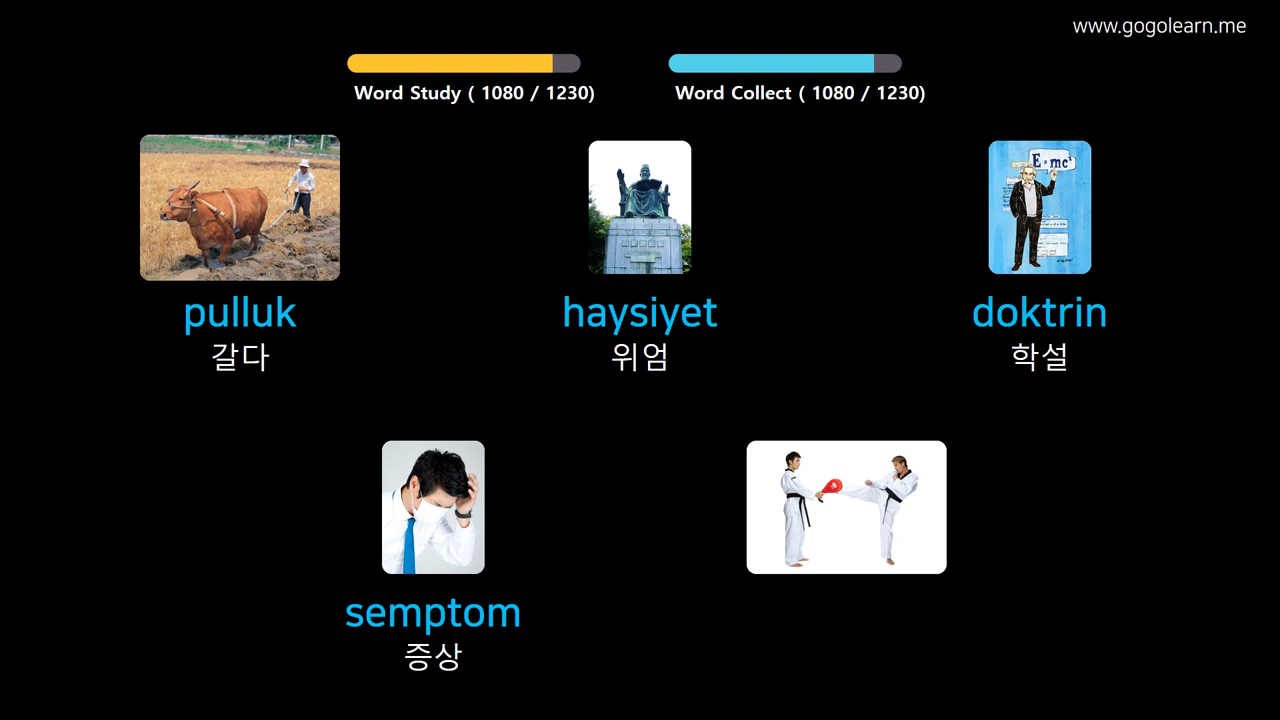 www.gogolearn.me
Word Study ( 1080 / 1230)
Word Collect ( 1080 / 1230)
E=mc²
pulluk
haysiyet
doktrin
갈다
위엄
학설
semptom
증상